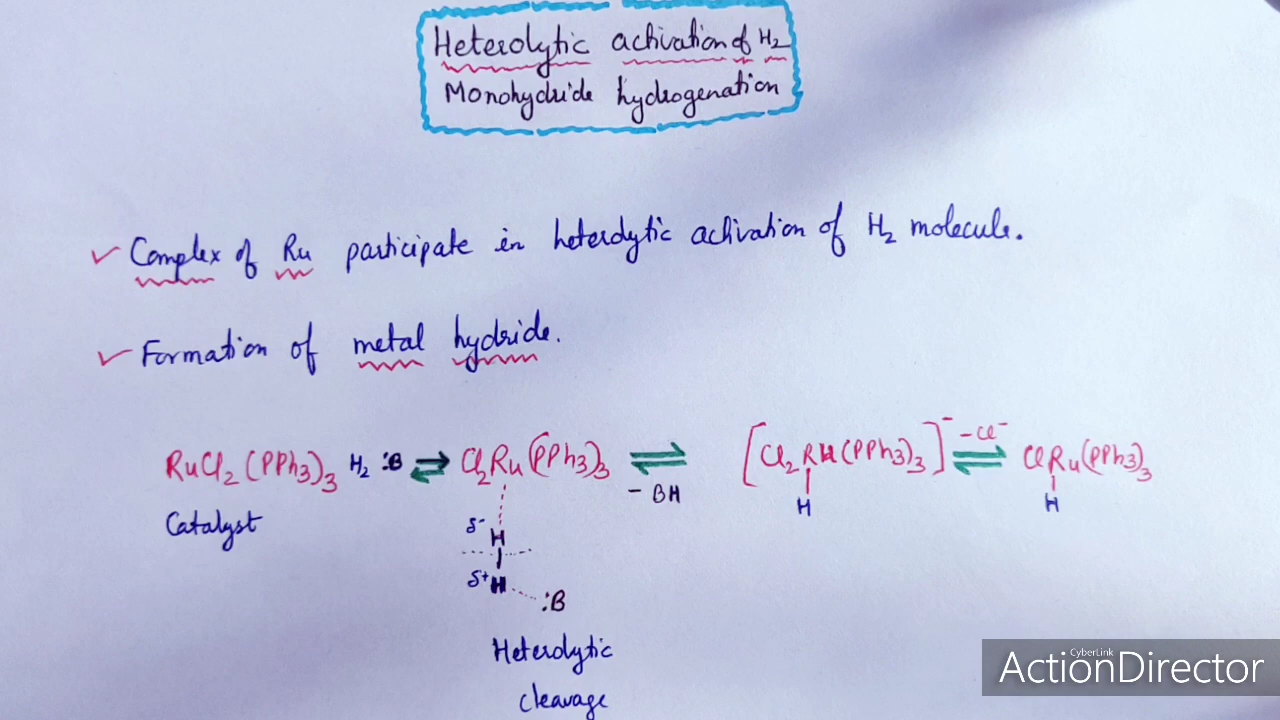 Heterolytic activation of H2
Monohydride hydrogenation
✓ Complex of Ru participate in heterolytic activation of H2 molecule.
✓ Formation of metal hydride.
RuCl2 (PPh3)3 H2 :B ⇌ Cl2Ru(PPh3)3 ⇌ [Cl2RU(PPh3)3]⁻ -Cl⁻ ⇌ ClRu(PPh3)3
- BH
H H
Catalyst
δ- H
δ+ H
:B
Heterolytic
cleavage
CyberLink
ActionDirector